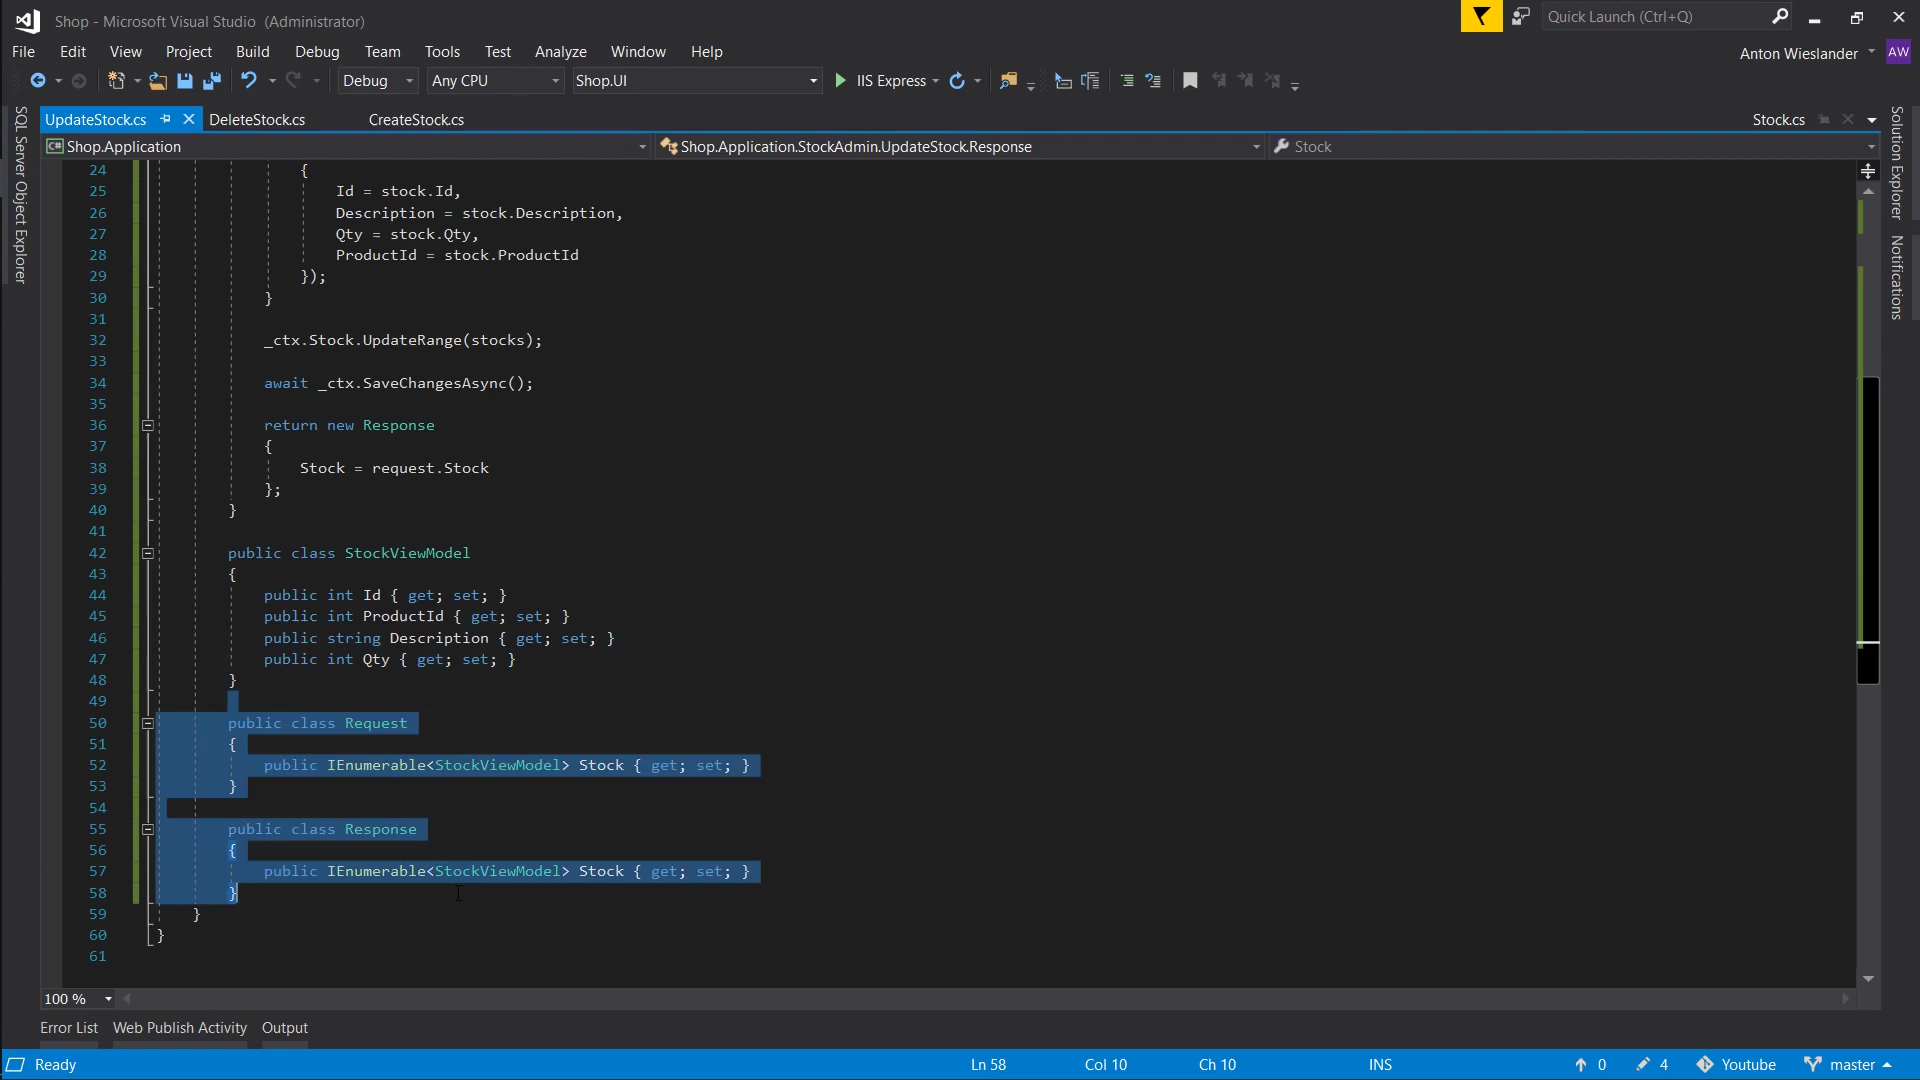 Shop - Microsoft Visual Studio (Administrator)
Quick Launch (Ctrl+Q)
File Edit View Project Build Debug Team Tools Test Analyze Window Help
Anton Wieslander AW
Debug Any CPU Shop.UI IIS Express
UpdateStock.cs DeleteStock.cs CreateStock.cs Stock.cs
C# Shop.Application Shop.Application.StockAdmin.UpdateStock.Response Stock
SQL Server Object Explorer
Solution Explorer
Notifications
24 {
25 Id = stock.Id,
26 Description = stock.Description,
27 Qty = stock.Qty,
28 ProductId = stock.ProductId
29 });
30 }
31
32 _ctx.Stock.UpdateRange(stocks);
33
34 await _ctx.SaveChangesAsync();
35
36 return new Response
37 {
38 Stock = request.Stock
39 };
40 }
41
42 public class StockViewModel
43 {
44 public int Id { get; set; }
45 public int ProductId { get; set; }
46 public string Description { get; set; }
47 public int Qty { get; set; }
48 }
49
50 public class Request
51 {
52 public IEnumerable<StockViewModel> Stock { get; set; }
53 }
54
55 public class Response
56 {
57 public IEnumerable<StockViewModel> Stock { get; set; }
58 }
59 }
60 }
61
100 %
Error List Web Publish Activity Output
Ready Ln 58 Col 10 Ch 10 INS 0 4 Youtube master